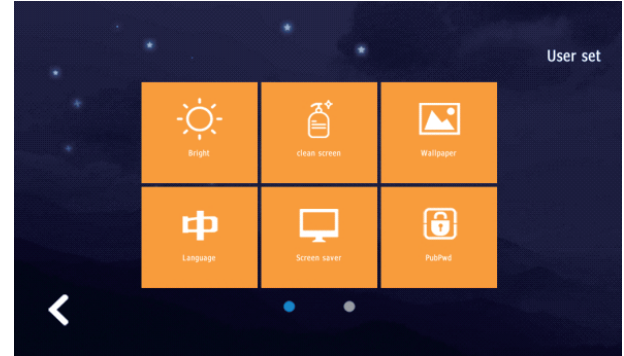 User set
Bright
clean screen
Wallpaper
中
Language
Screen saver
PubPwd